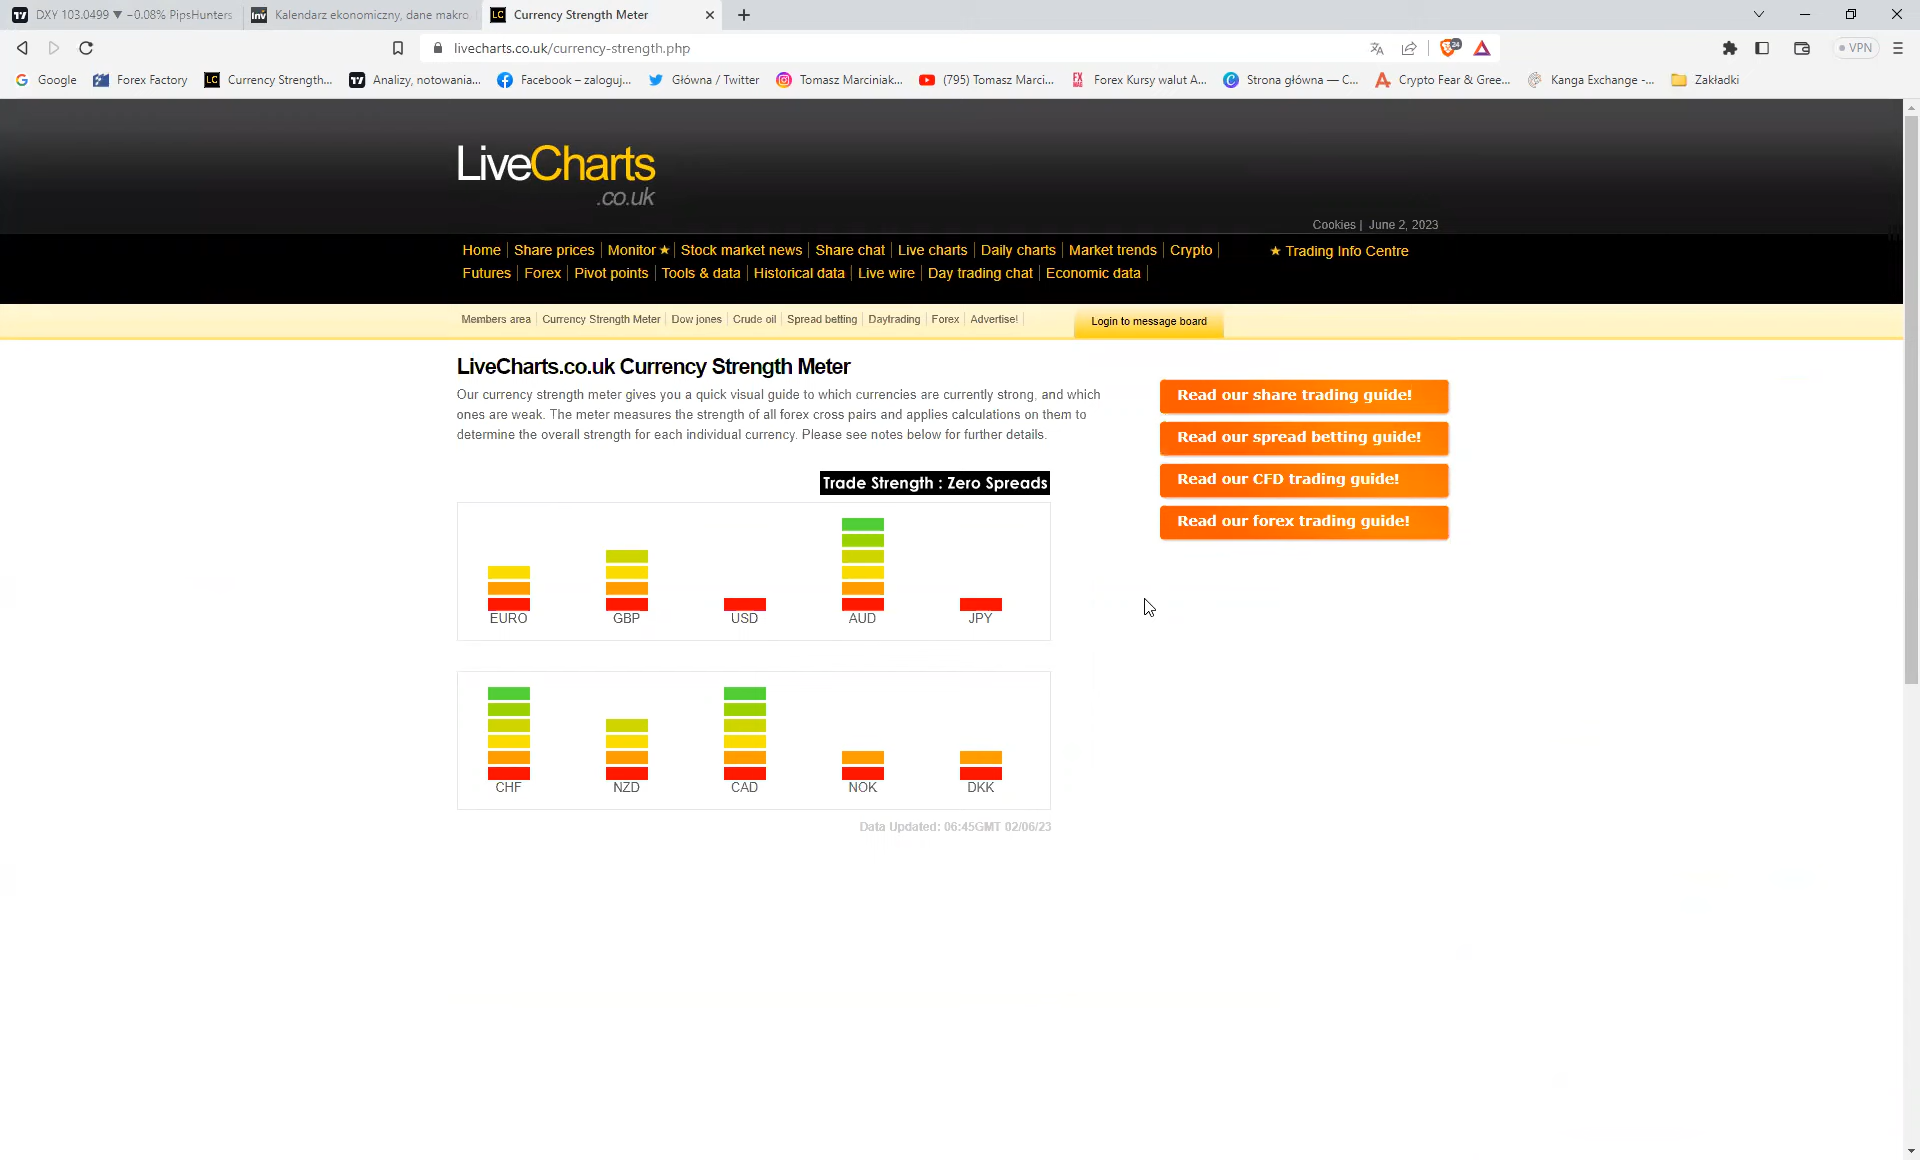 DXY 103.0499 ▼ −0.08% PipsHunters
Kalendarz ekonomiczny, dane makro
Currency Strength Meter
livecharts.co.uk/currency-strength.php
VPN
Google
Forex Factory
Currency Strength...
Analizy, notowania...
Facebook – zaloguj...
Główna / Twitter
Tomasz Marciniak...
(795) Tomasz Marci...
Forex Kursy walut A...
Strona główna — C...
Crypto Fear & Gree...
Kanga Exchange -...
Zakładki
LiveCharts
.co.uk
Cookies | June 2, 2023
Home | Share prices | Monitor ★ | Stock market news | Share chat | Live charts | Daily charts | Market trends | Crypto |
★ Trading Info Centre
Futures | Forex | Pivot points | Tools & data | Historical data | Live wire | Day trading chat | Economic data |
Members area | Currency Strength Meter | Dow jones | Crude oil | Spread betting | Daytrading | Forex | Advertise! |
Login to message board
LiveCharts.co.uk Currency Strength Meter
Our currency strength meter gives you a quick visual guide to which currencies are currently strong, and which
ones are weak. The meter measures the strength of all forex cross pairs and applies calculations on them to
determine the overall strength for each individual currency. Please see notes below for further details.
Read our share trading guide!
Read our spread betting guide!
Read our CFD trading guide!
Read our forex trading guide!
Trade Strength : Zero Spreads
EURO GBP USD AUD JPY
CHF NZD CAD NOK DKK
Data Updated: 06:45GMT 02/06/23